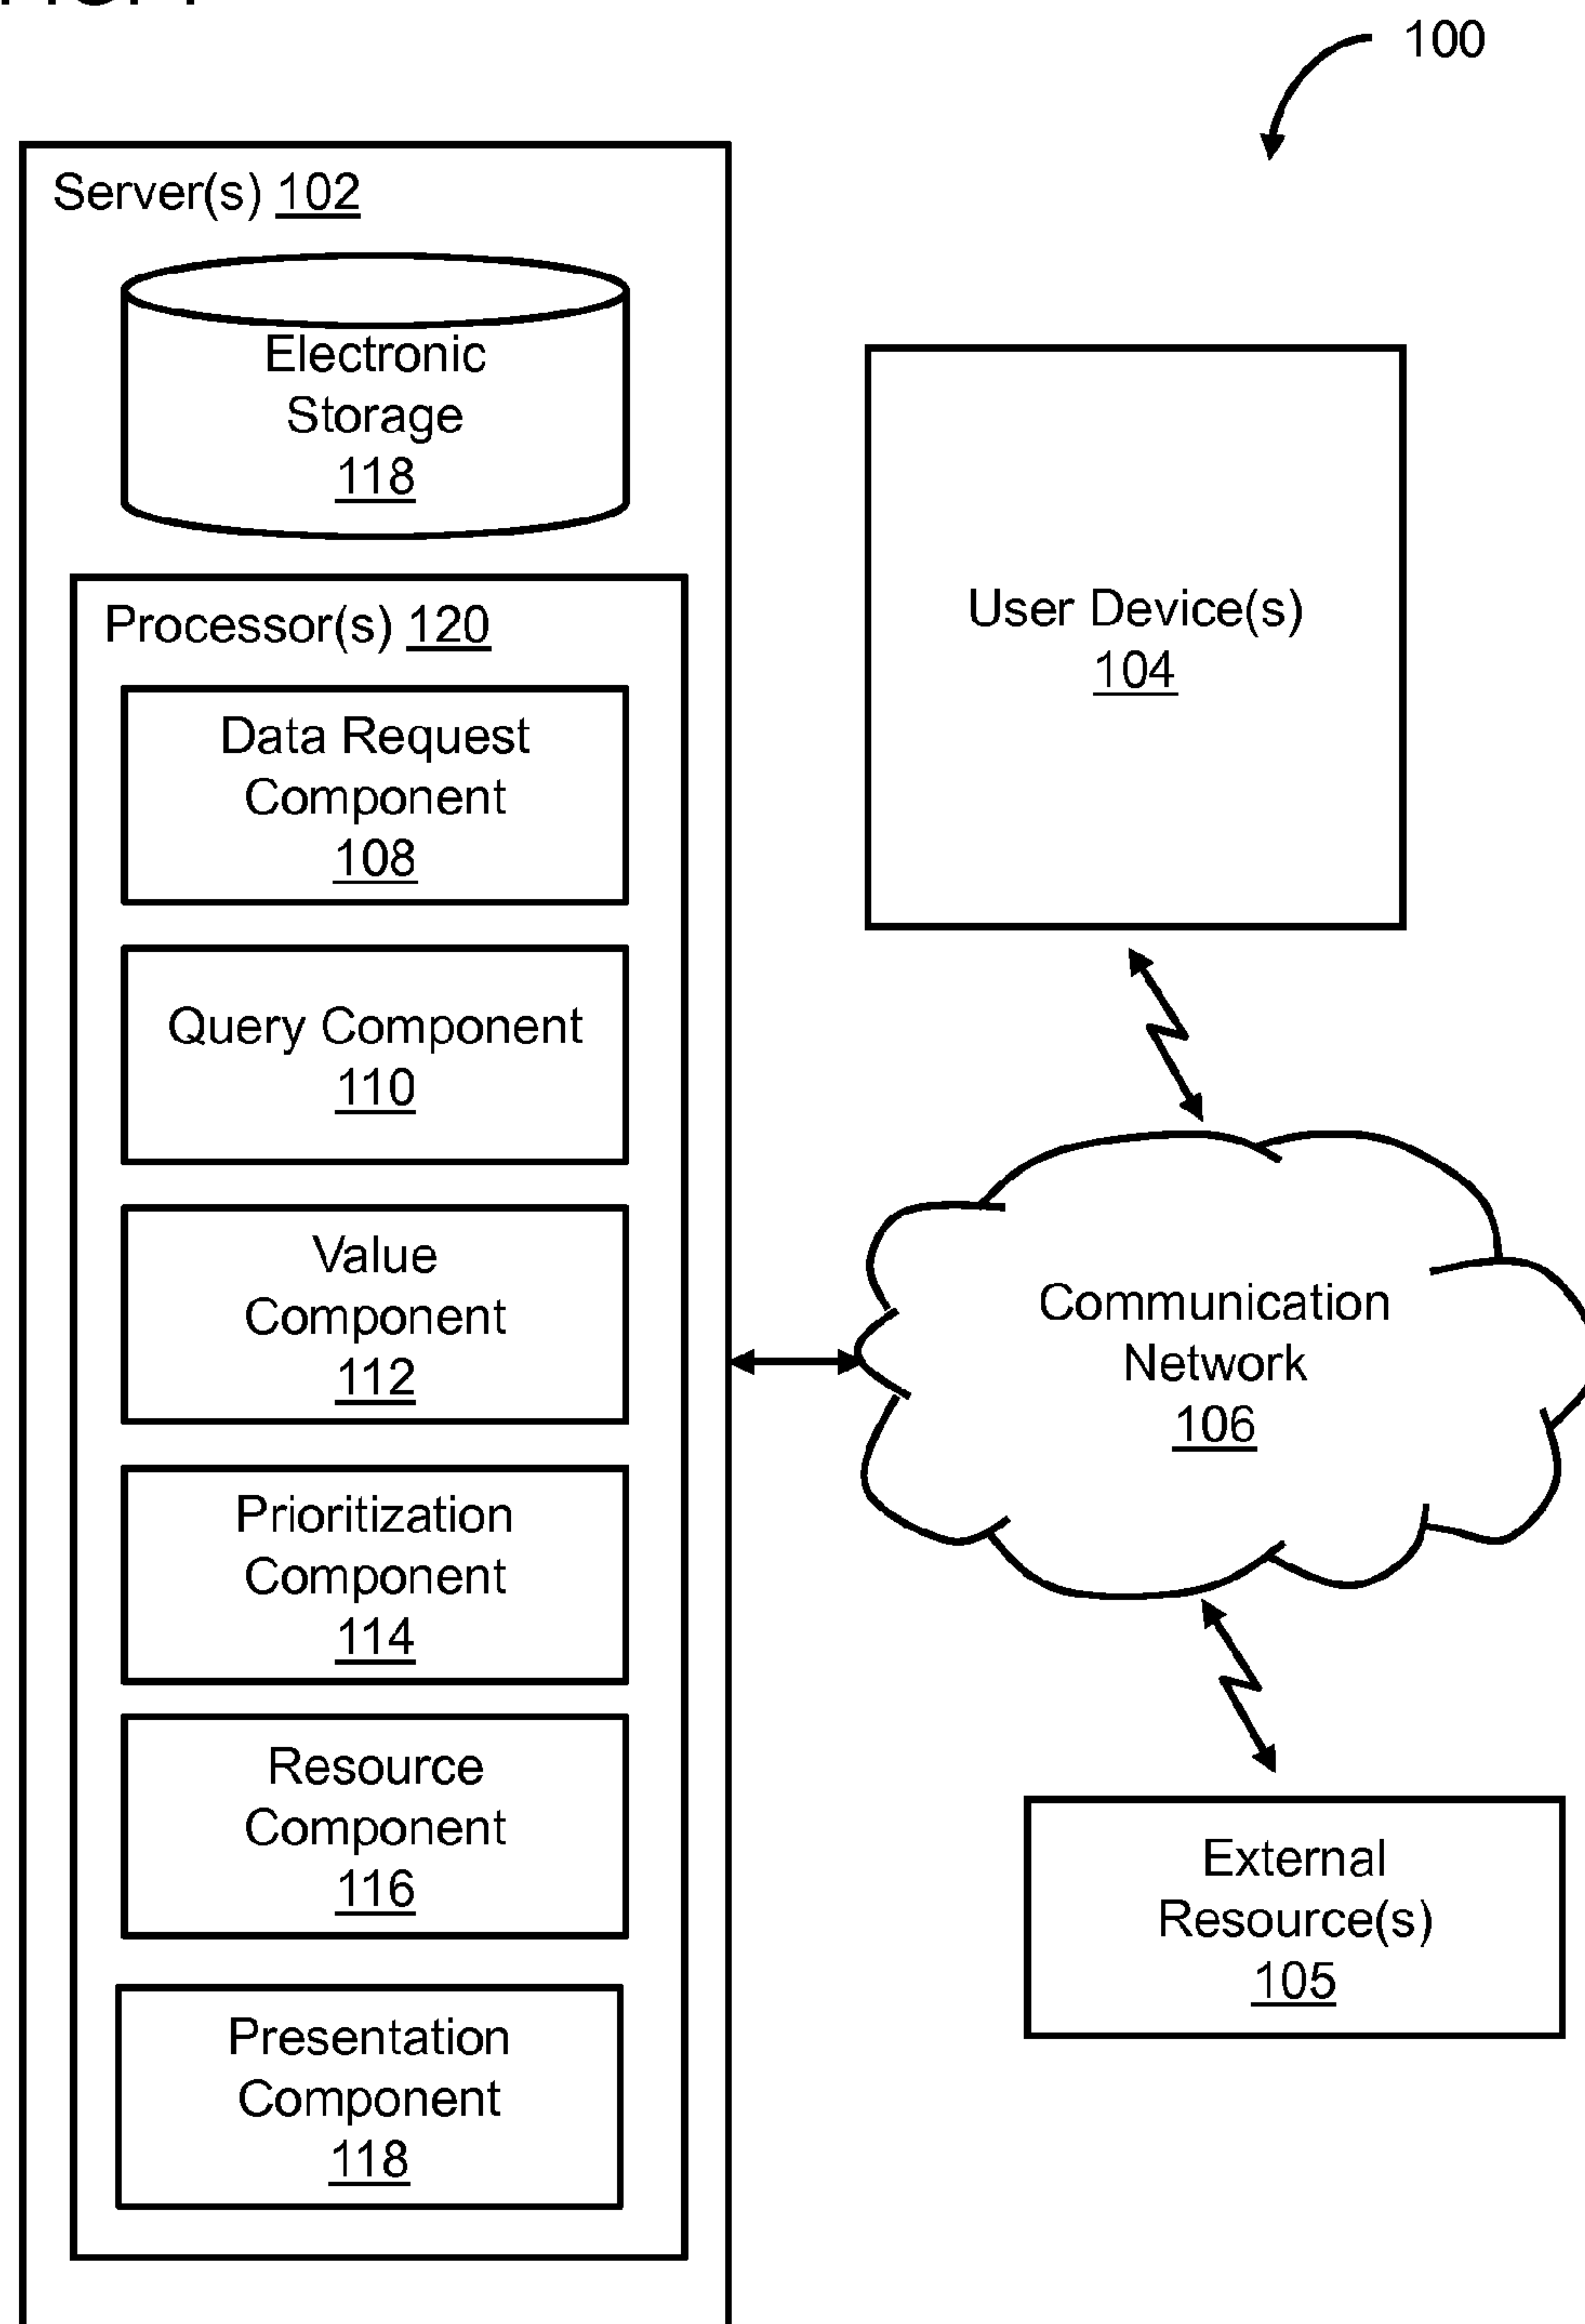 100
Server(s) 102
Electronic
Storage
118
Processor(s) 120
Data Request
Component
108
Query Component
110
Value
Component
112
Prioritization
Component
114
Resource
Component
116
Presentation
Component
118
User Device(s)
104
Communication
Network
106
External
Resource(s)
105